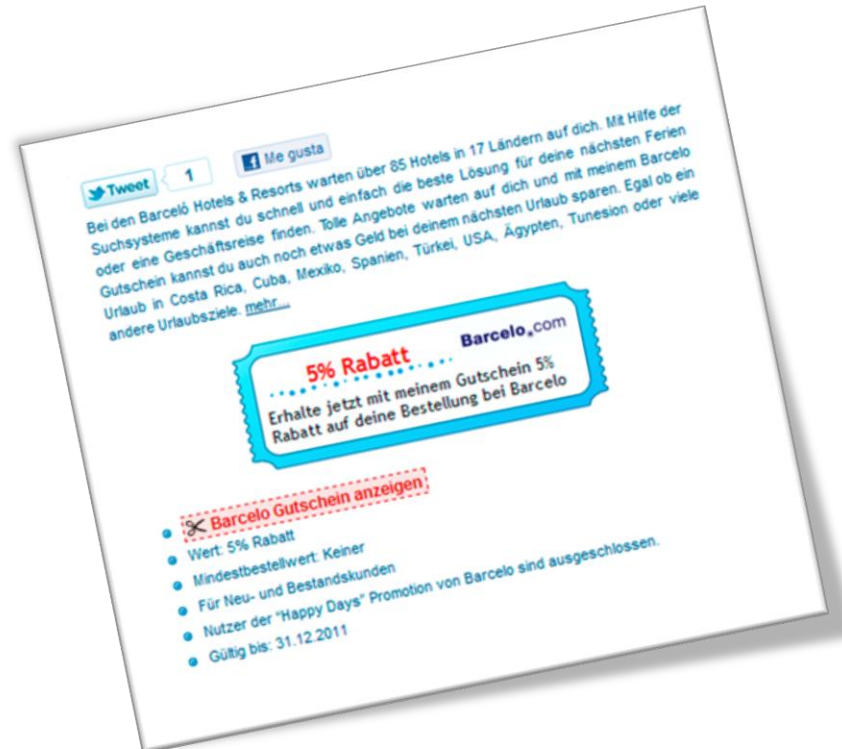 Tweet 1 Me gusta
Bei den Barceló Hotels & Resorts warten über 85 Hotels in 17 Ländern auf dich. Mit Hilfe der
Suchsysteme kannst du schnell und einfach die beste Lösung für deine nächsten Ferien
oder eine Geschäftsreise finden. Tolle Angebote warten auf dich und mit meinem Barcelo
Gutschein kannst du auch noch etwas Geld bei deinem nächsten Urlaub sparen. Egal ob ein
Urlaub in Costa Rica, Cuba, Mexiko, Spanien, Türkei, USA, Ägypten, Tunesion oder viele
andere Urlaubsziele. mehr...
5% Rabatt Barcelo.com
Erhalte jetzt mit meinem Gutschein 5%
Rabatt auf deine Bestellung bei Barcelo
Barcelo Gutschein anzeigen
Wert: 5% Rabatt
Mindestbestellwert: Keiner
Für Neu- und Bestandskunden
Nutzer der "Happy Days" Promotion von Barcelo sind ausgeschlossen.
Gültig bis: 31.12.2011